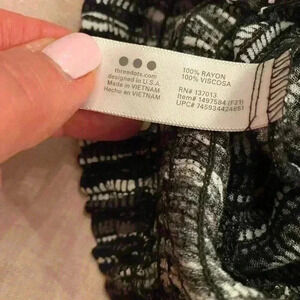 threedots.com
designed in U.S.A.
Made in VIETNAM
Hecho en VIETNAM
100% RAYON
100% VISCOSA
RN# 137013
Item# 1497584 (F21)
UPC# 745934424861